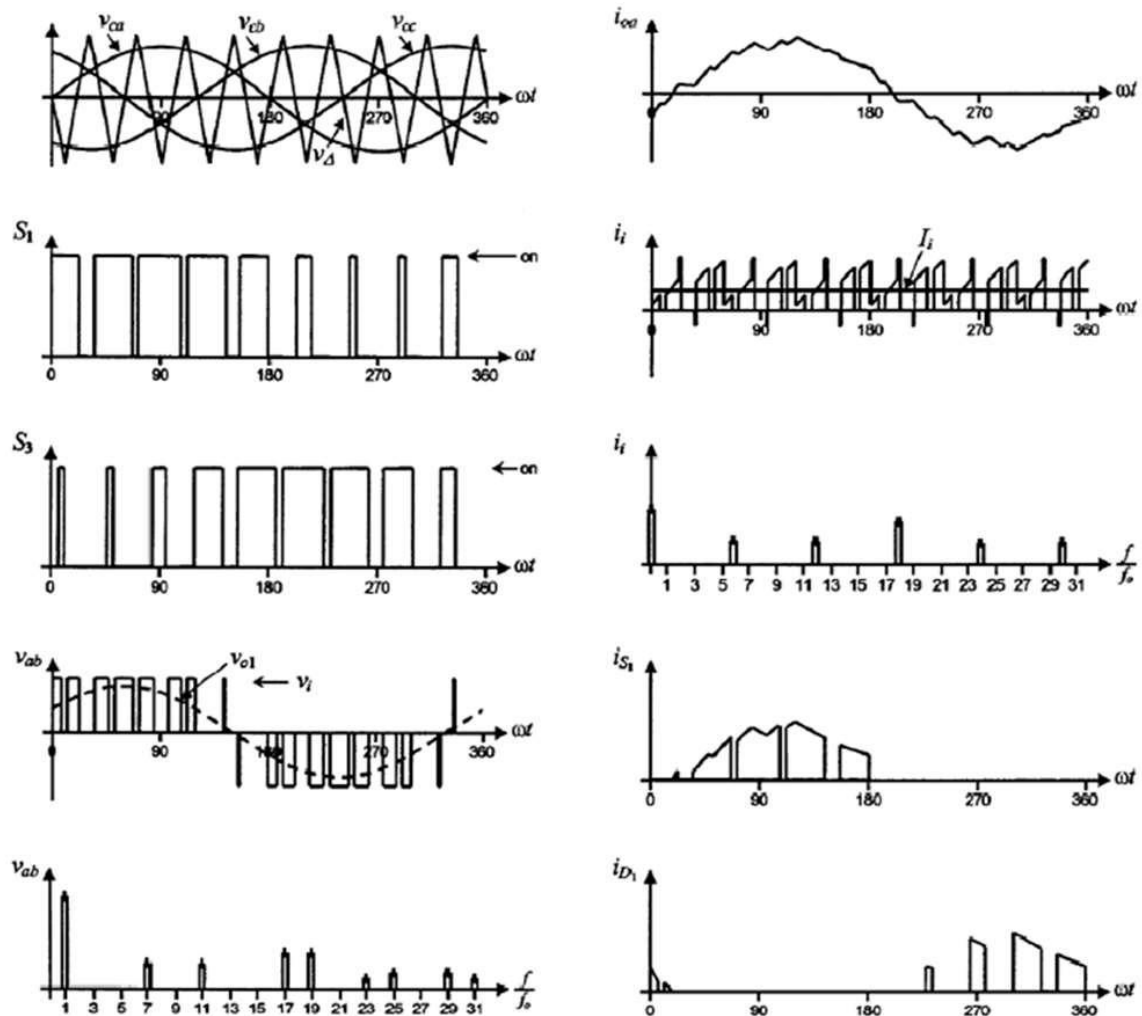 v_ca v_cb v_cc
ωt
90 180 270 360
v_Δ
S_1
on
ωt
0 90 180 270 360
S_3
on
ωt
0 90 180 270 360
v_ab v_o1
v_i
ωt
0 90 180 270 360
v_ab
1 3 5 7 9 11 13 15 17 19 21 23 25 27 29 31
f/f_o
i_oa
ωt
0 90 180 270 360
i_i I_i
ωt
0 90 180 270 360
i_i
1 3 5 7 9 11 13 15 17 19 21 23 25 27 29 31
f/f_o
i_S1
ωt
0 90 180 270 360
i_D1
ωt
0 90 180 270 360